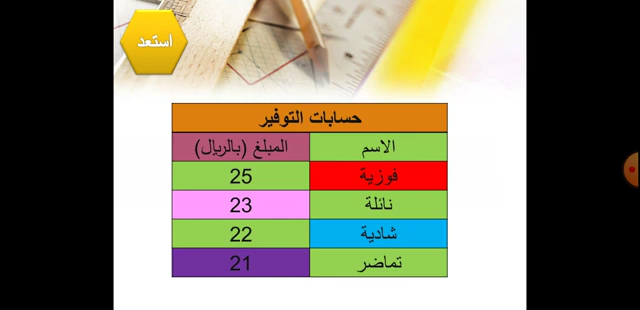 استعد
حسابات التوفير
الاسم المبلغ (بالريال)
فوزية 25
نائلة 23
شادية 22
تماضر 21